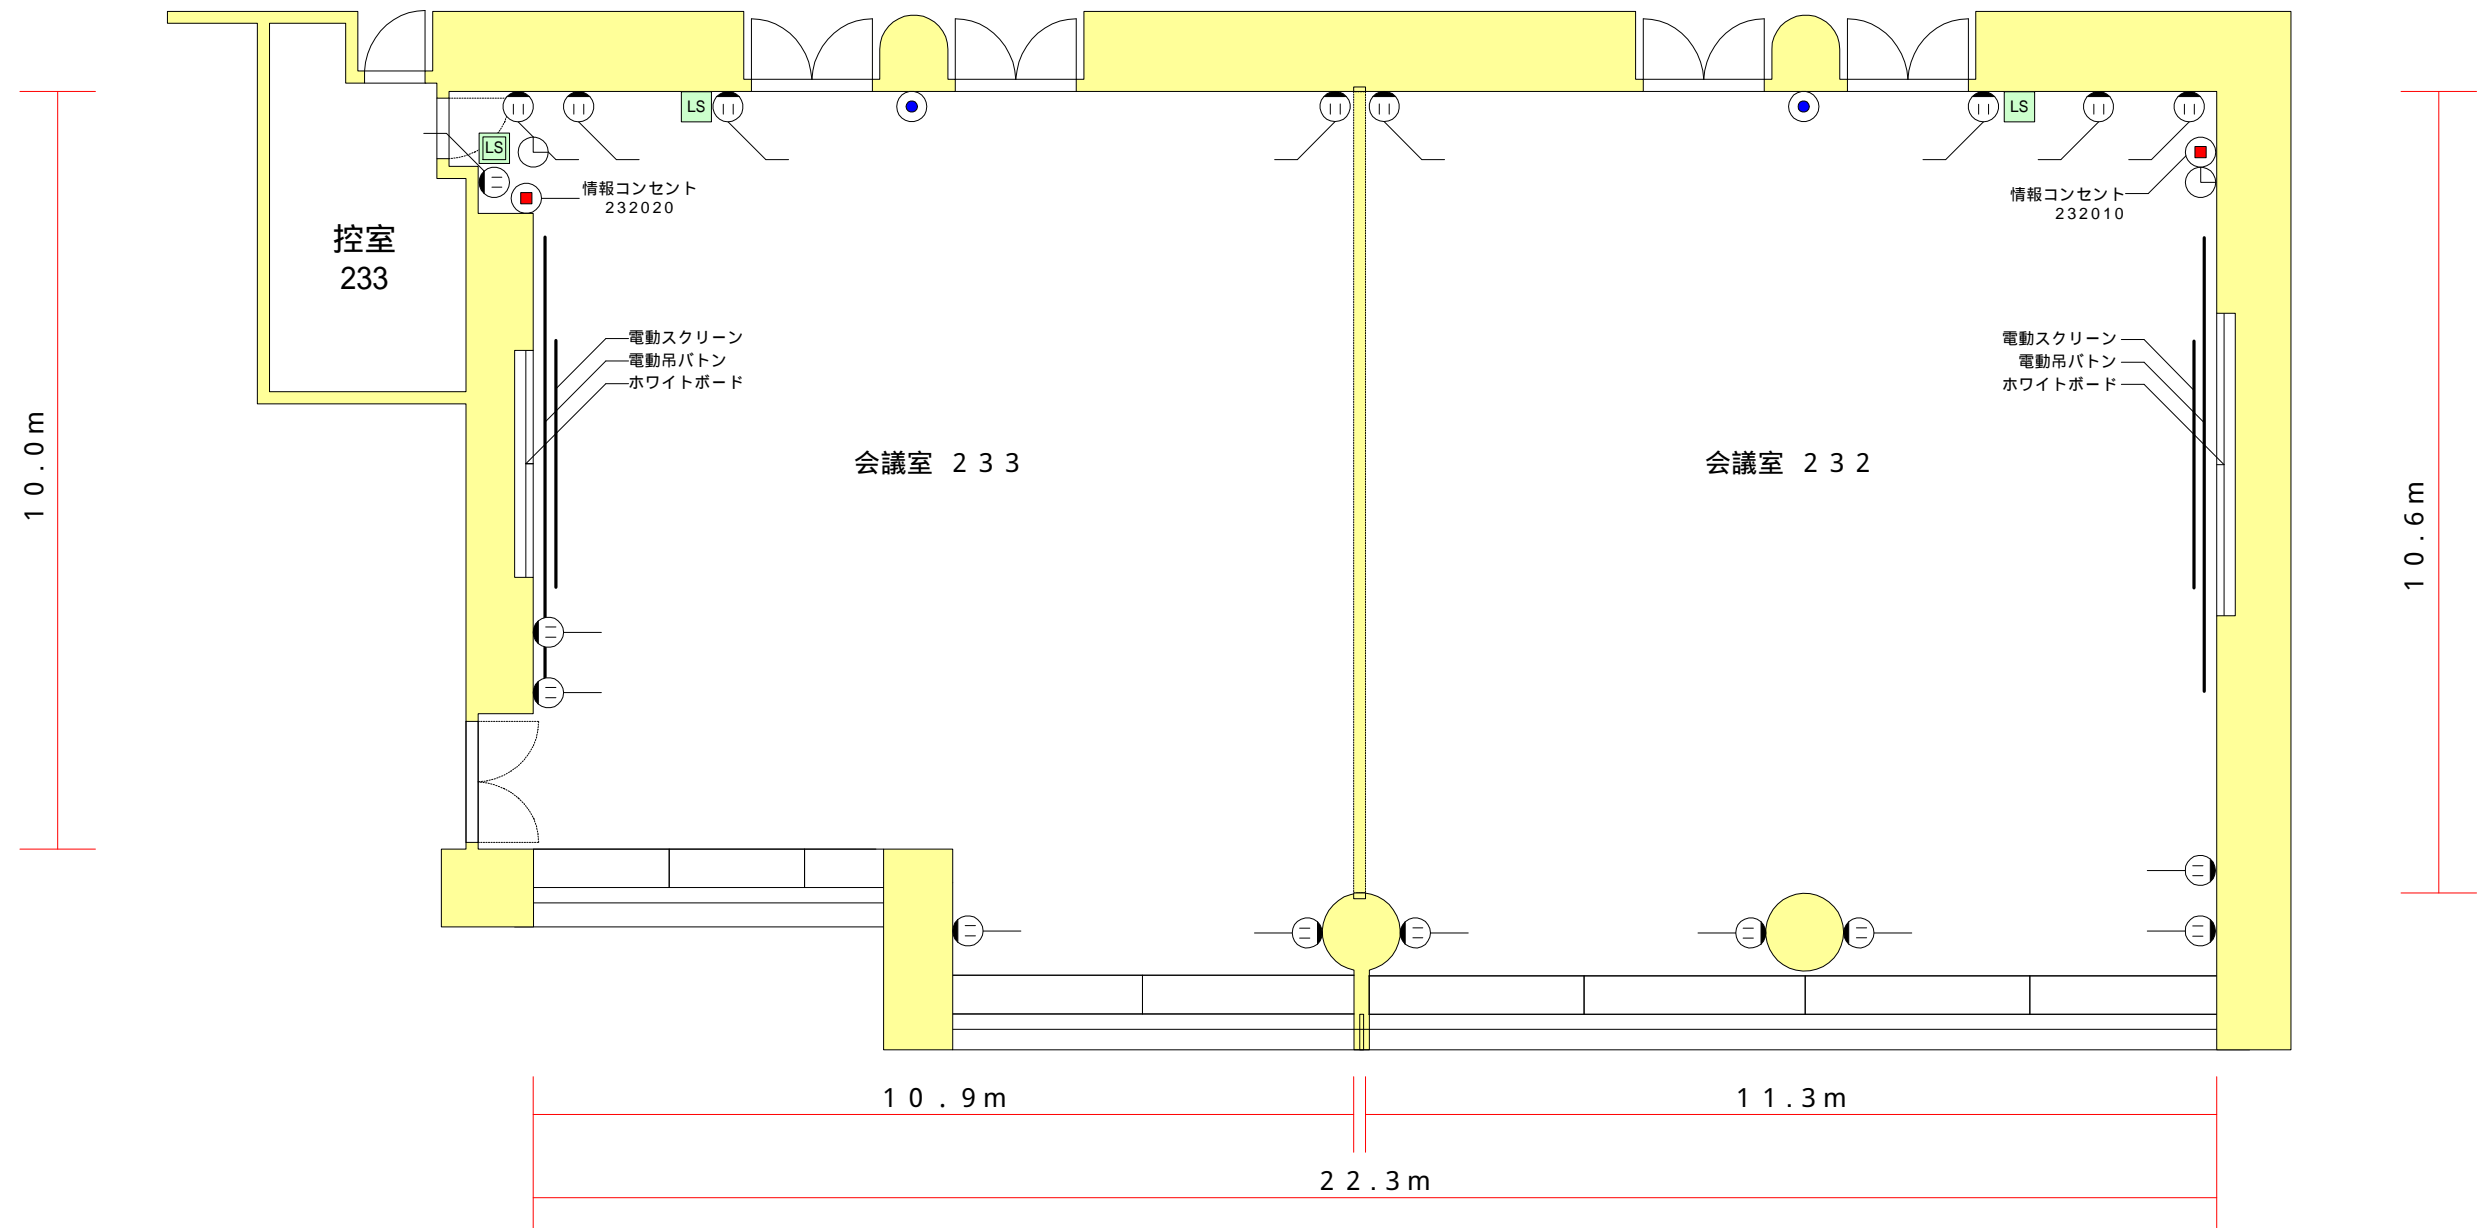 LS
LS
LS
情報コンセント
232020
情報コンセント
232010
控室
233
電動スクリーン
電動吊バトン
ホワイトボード
電動スクリーン
電動吊バトン
ホワイトボード
会議室 ２３３
会議室 ２３２
10.0m
10.6m
10.9m
11.3m
22.3m